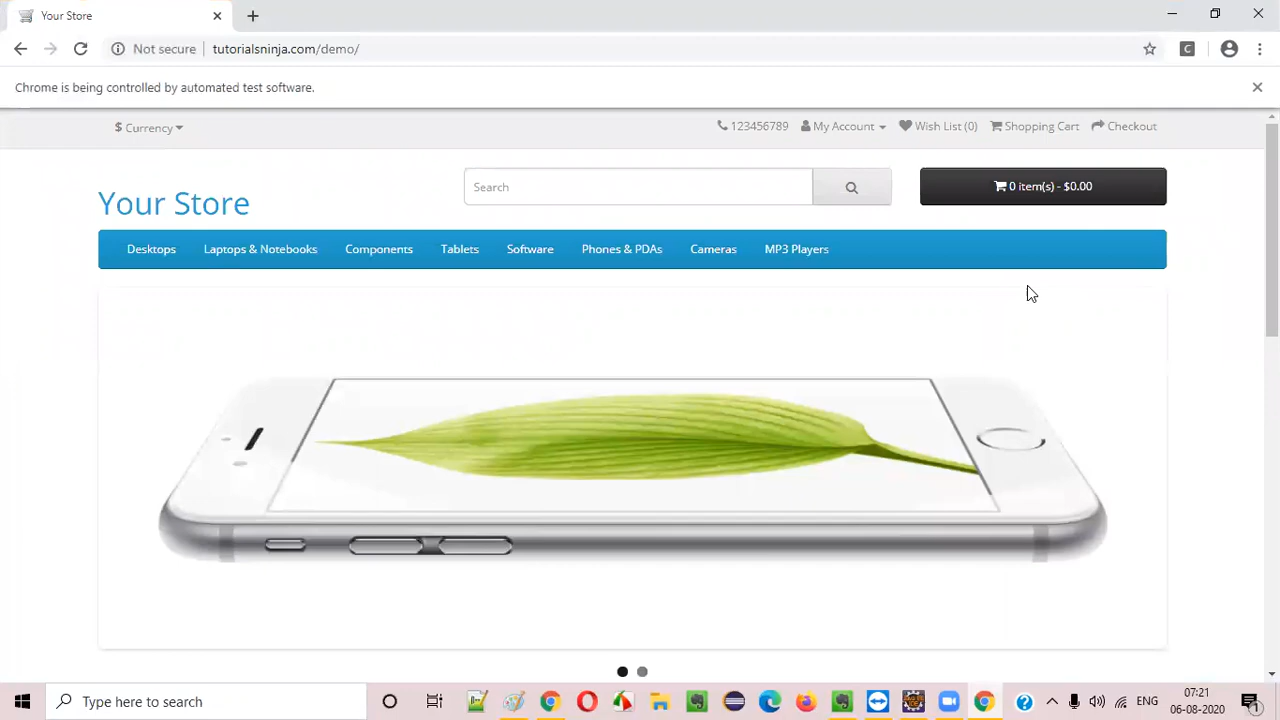 Your Store
Not secure
tutorialsninja.com/demo/
C
Chrome is being controlled by automated test software.
$ Currency
123456789
My Account
Wish List (0)
Shopping Cart
Checkout
Your Store
Search
0 item(s) - $0.00
Desktops
Laptops & Notebooks
Components
Tablets
Software
Phones & PDAs
Cameras
MP3 Players
Type here to search
ENG
07:21
06-08-2020
1